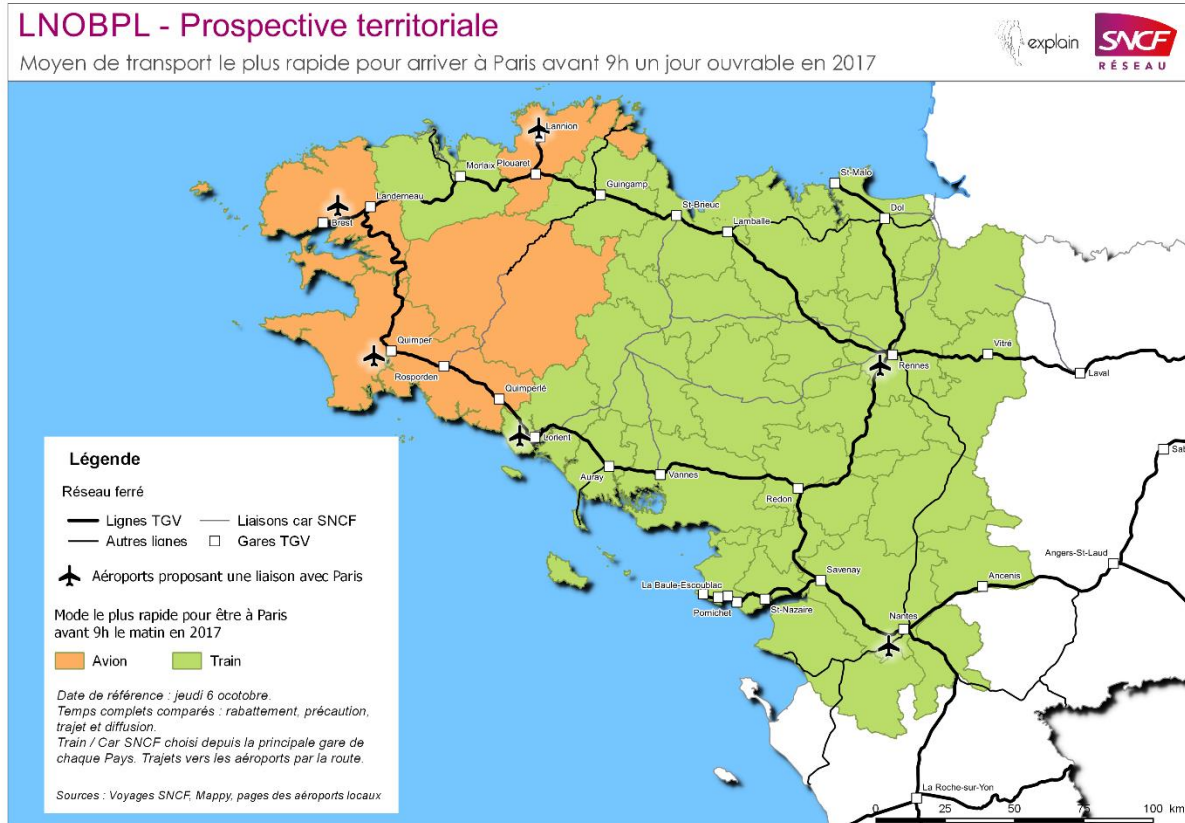 LNOBPL - Prospective territoriale
Moyen de transport le plus rapide pour arriver à Paris avant 9h un jour ouvrable en 2017
explain
SNCF
RÉSEAU
Lannion
Morlaix
Plouaret
Landerneau
Guingamp
Brest
St-Brieuc
Lamballe
St-Malo
Dol
Quimper
Rosporden
Quimperlé
Lorient
Rennes
Vitré
Laval
Auray
Vannes
Redon
Sab
Savenay
La Baule-Escoublac
Pornichet
St-Nazaire
Nantes
Ancenis
Angers-St-Laud
La Roche-sur-Yon
0 25 50 75 100 km
Légende
Réseau ferré
Lignes TGV
Liaisons car SNCF
Autres lignes
Gares TGV
Aéroports proposant une liaison avec Paris
Mode le plus rapide pour être à Paris
avant 9h le matin en 2017
Avion
Train
Date de référence : jeudi 6 ocotobre.
Temps complets comparés : rabattement, précaution,
trajet et diffusion.
Train / Car SNCF choisi depuis la principale gare de
chaque Pays. Trajets vers les aéroports par la route.
Sources : Voyages SNCF, Mappy, pages des aéroports locaux